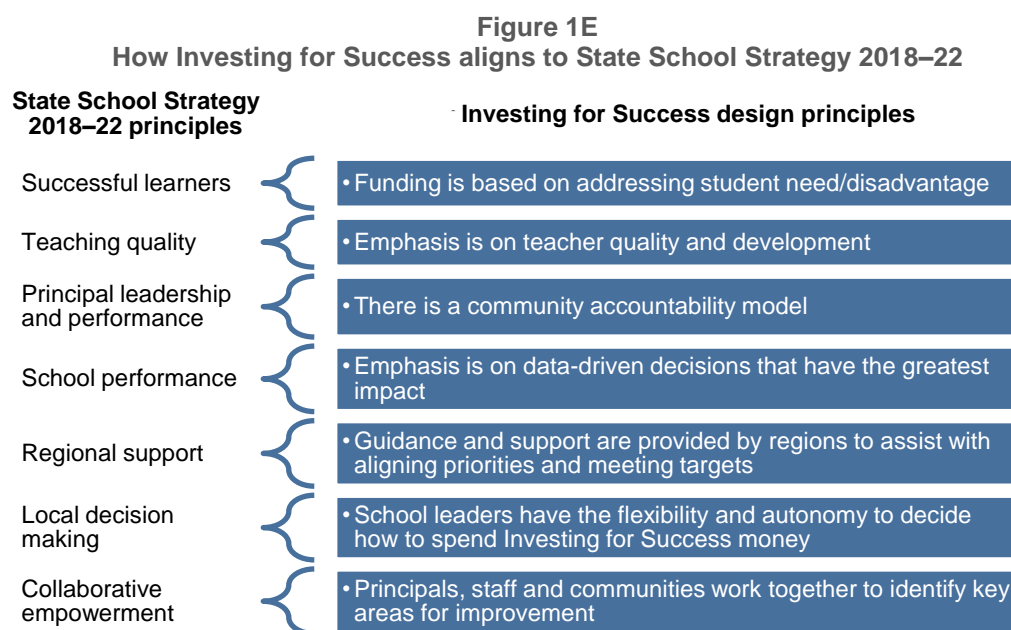 Figure 1E
How Investing for Success aligns to State School Strategy 2018–22
State School Strategy
2018–22 principles
Investing for Success design principles
Successful learners
• Funding is based on addressing student need/disadvantage
Teaching quality
• Emphasis is on teacher quality and development
Principal leadership
and performance
• There is a community accountability model
School performance
• Emphasis is on data-driven decisions that have the greatest
impact
Regional support
• Guidance and support are provided by regions to assist with
aligning priorities and meeting targets
Local decision
making
• School leaders have the flexibility and autonomy to decide
how to spend Investing for Success money
Collaborative
empowerment
• Principals, staff and communities work together to identify key
areas for improvement